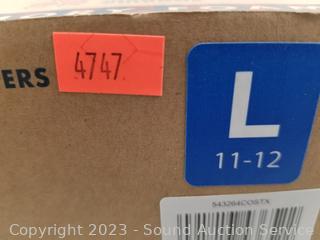 ERS
4747
L
11-12
543264COSTX
Copyright 2023 - Sound Auction Service